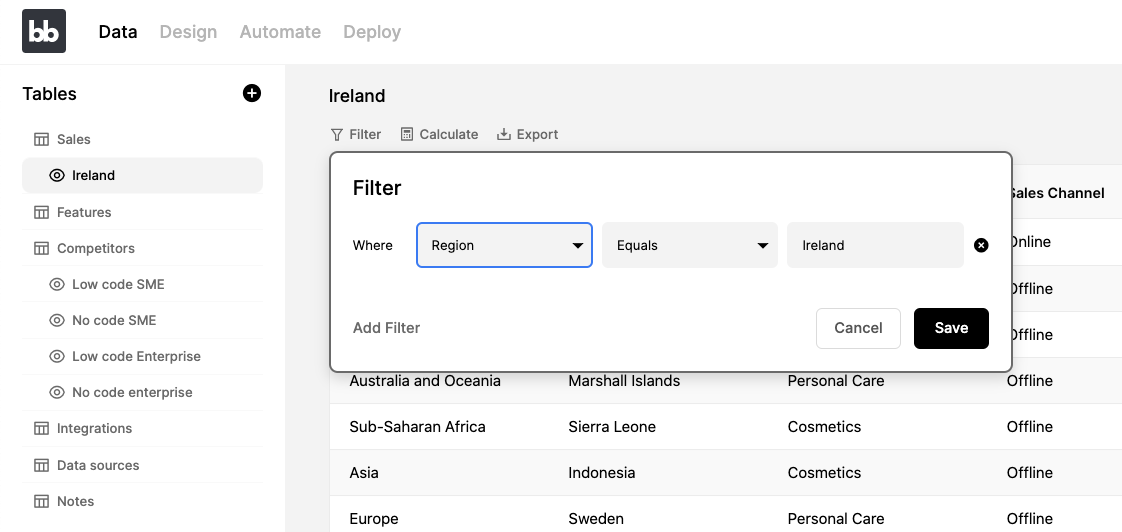 bb Data Design Automate Deploy
Tables
Sales
Ireland
Features
Competitors
Low code SME
No code SME
Low code Enterprise
No code enterprise
Integrations
Data sources
Notes
Ireland
Filter Calculate Export
Filter
Where Region Equals Ireland
Add Filter Cancel Save
Sales Channel
Online
Offline
Offline
Australia and Oceania Marshall Islands Personal Care Offline
Sub-Saharan Africa Sierra Leone Cosmetics Offline
Asia Indonesia Cosmetics Offline
Europe Sweden Personal Care Offline